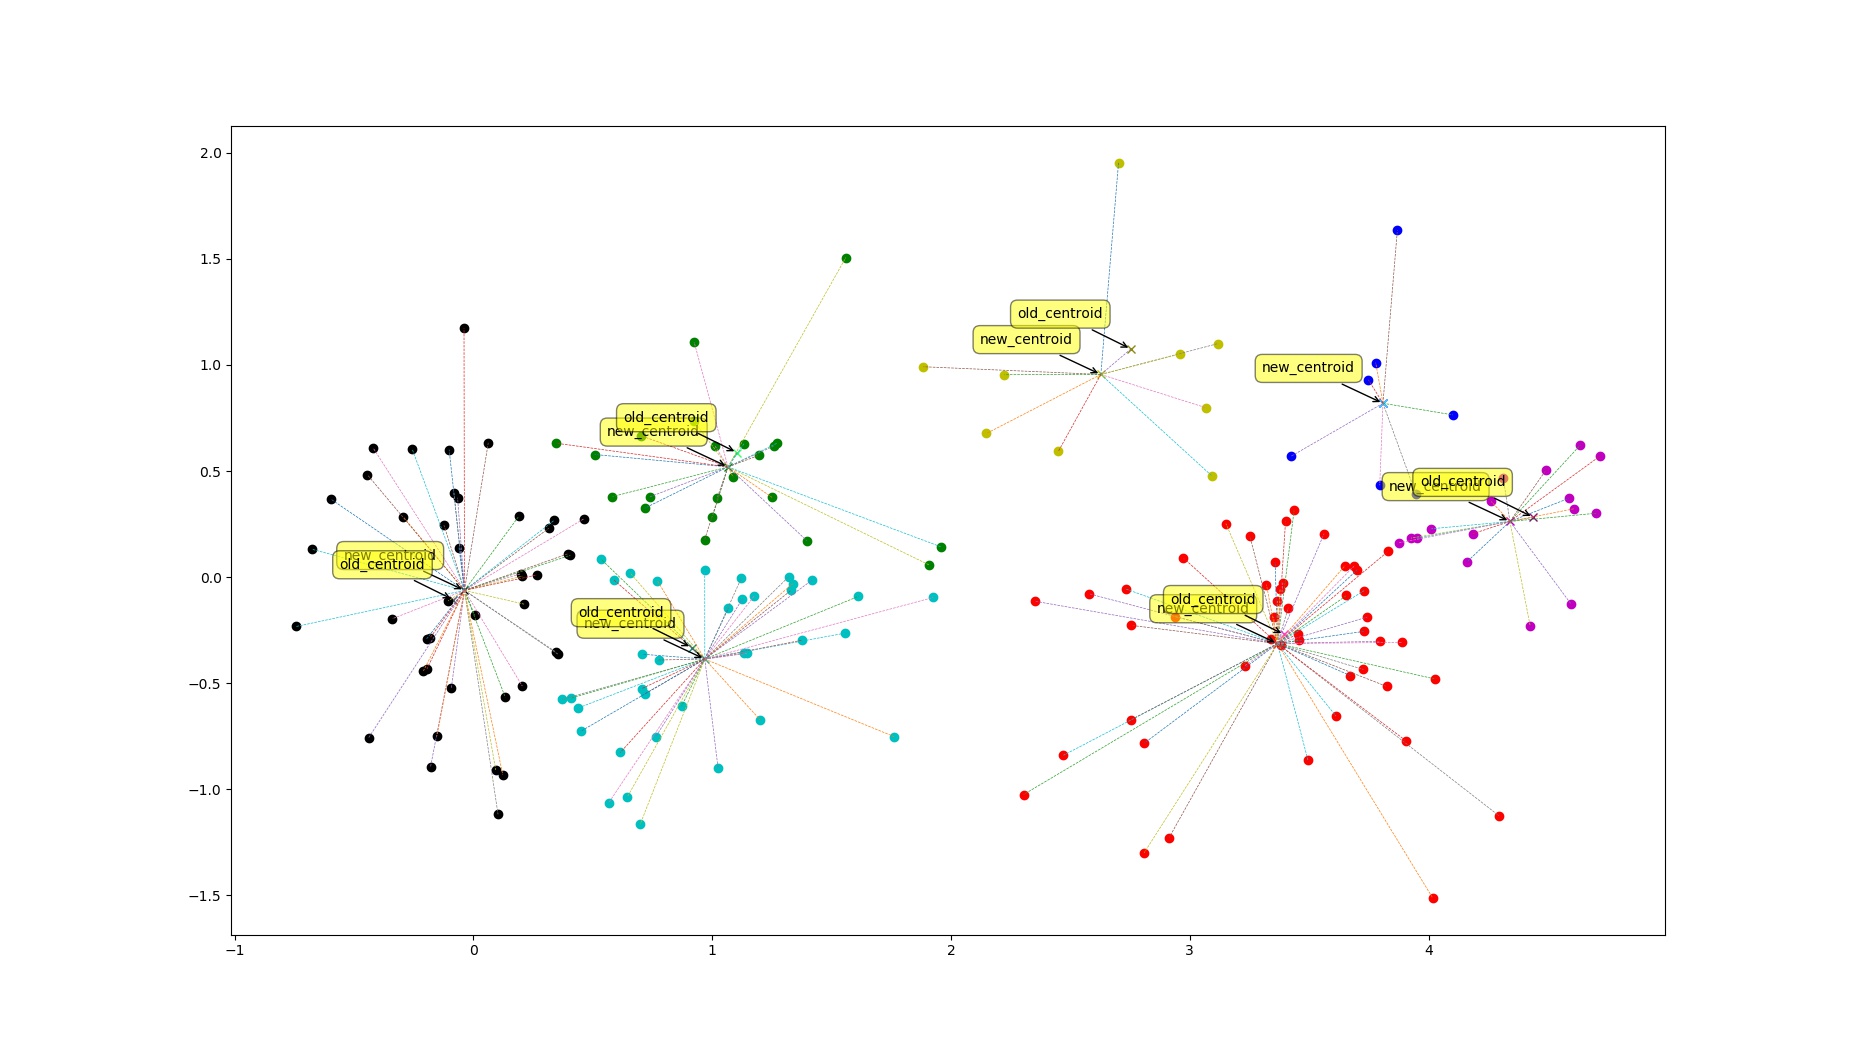 2.0
1.5
1.0
0.5
0.0
−0.5
−1.0
−1.5
−1
0
1
2
3
4
old_centroid
new_centroid
new_centroid
old_centroid
new_centroid
new_centroid
old_centroid
new_centroid
old_centroid
old_centroid
new_centroid
old_centroid
new_centroid